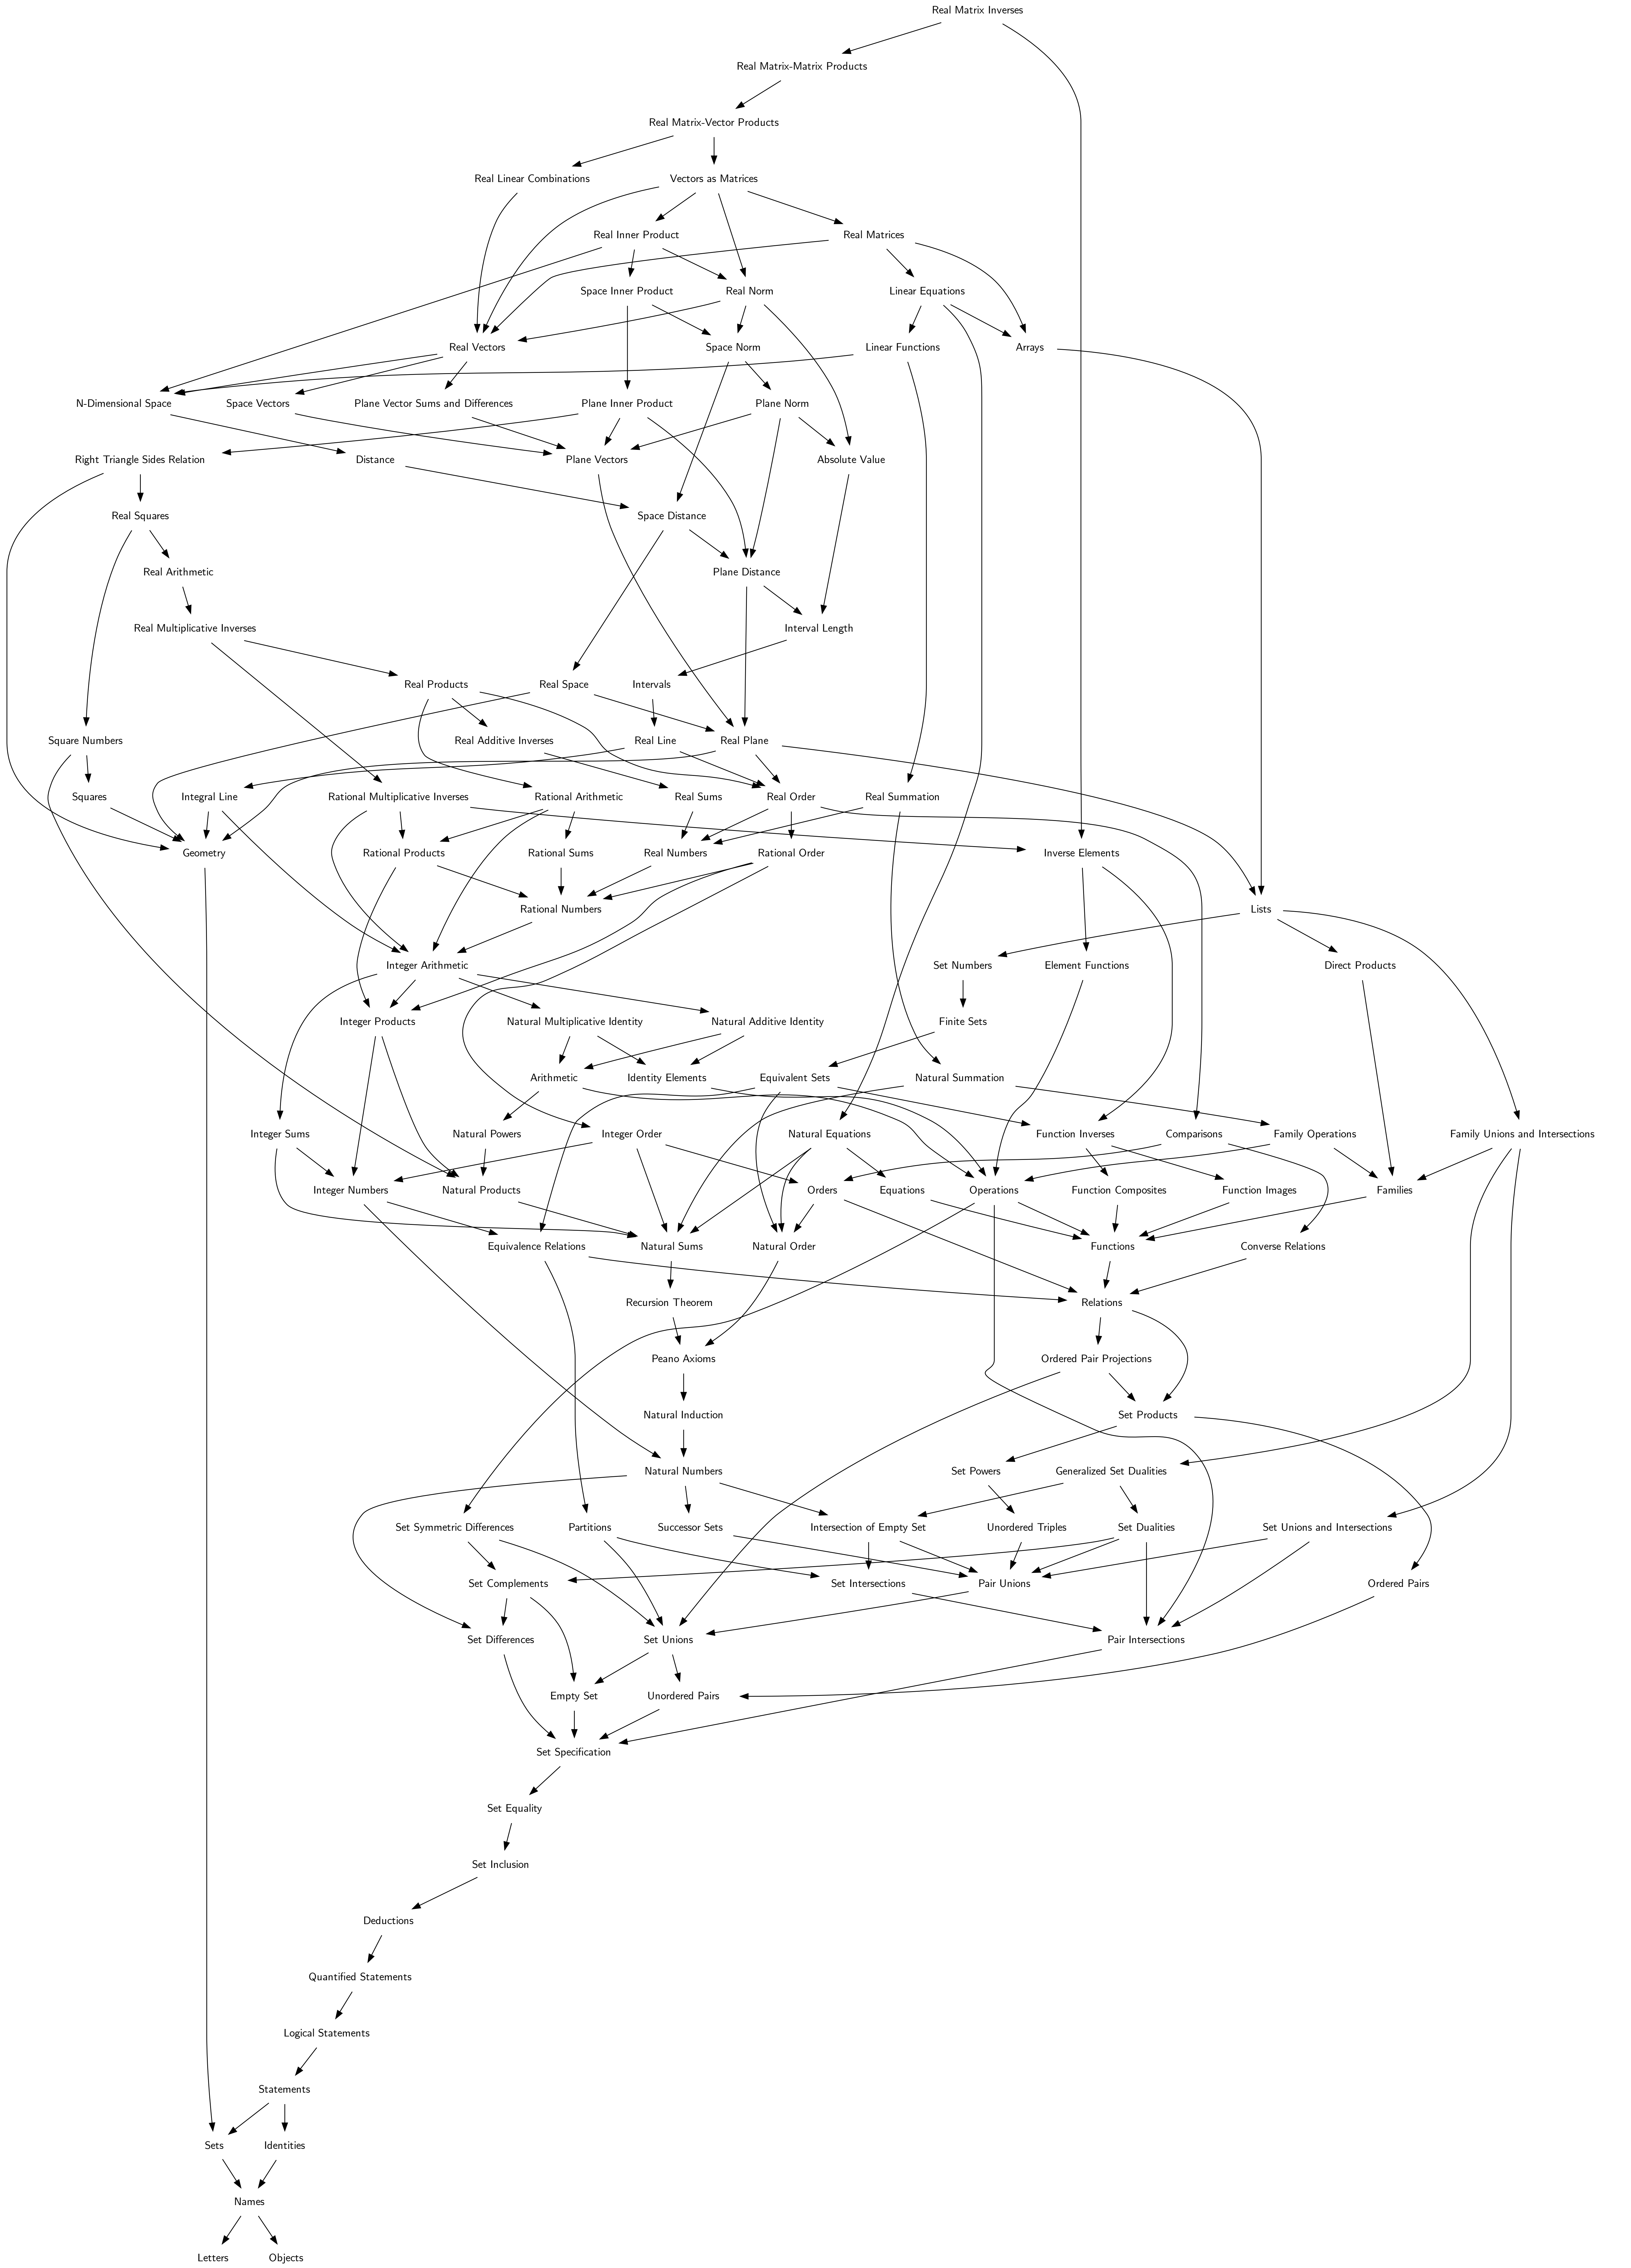 Real Matrix Inverses
Real Matrix-Matrix Products
Real Matrix-Vector Products
Real Linear Combinations
Vectors as Matrices
Real Inner Product
Real Matrices
Space Inner Product
Real Norm
Linear Equations
Real Vectors
Space Norm
Linear Functions
Arrays
N-Dimensional Space
Space Vectors
Plane Vector Sums and Differences
Plane Inner Product
Plane Norm
Right Triangle Sides Relation
Distance
Plane Vectors
Absolute Value
Real Squares
Space Distance
Real Arithmetic
Plane Distance
Real Multiplicative Inverses
Interval Length
Real Products
Real Space
Intervals
Square Numbers
Real Additive Inverses
Real Line
Real Plane
Squares
Integral Line
Rational Multiplicative Inverses
Rational Arithmetic
Real Sums
Real Order
Real Summation
Geometry
Rational Products
Rational Sums
Real Numbers
Rational Order
Inverse Elements
Rational Numbers
Lists
Integer Arithmetic
Set Numbers
Element Functions
Direct Products
Integer Products
Natural Multiplicative Identity
Natural Additive Identity
Finite Sets
Arithmetic
Identity Elements
Equivalent Sets
Natural Summation
Integer Sums
Natural Powers
Integer Order
Natural Equations
Function Inverses
Comparisons
Family Operations
Family Unions and Intersections
Integer Numbers
Natural Products
Orders
Equations
Operations
Function Composites
Function Images
Families
Equivalence Relations
Natural Sums
Natural Order
Functions
Converse Relations
Recursion Theorem
Relations
Peano Axioms
Ordered Pair Projections
Natural Induction
Set Products
Natural Numbers
Set Powers
Generalized Set Dualities
Set Symmetric Differences
Partitions
Successor Sets
Intersection of Empty Set
Unordered Triples
Set Dualities
Set Unions and Intersections
Set Complements
Set Intersections
Pair Unions
Ordered Pairs
Set Differences
Set Unions
Pair Intersections
Empty Set
Unordered Pairs
Set Specification
Set Equality
Set Inclusion
Deductions
Quantified Statements
Logical Statements
Statements
Sets
Identities
Names
Letters
Objects